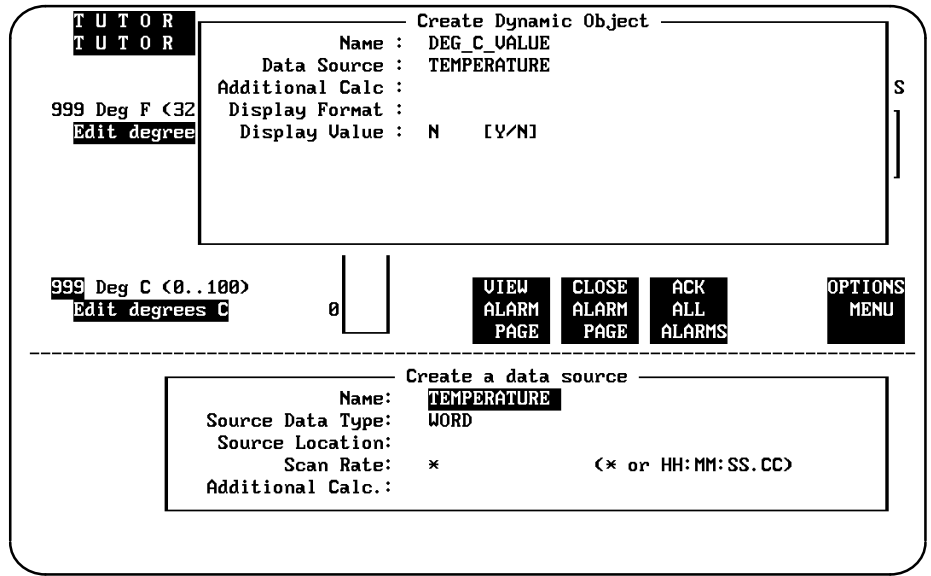 T U T O R
T U T O R
Create Dynamic Object
Name : DEG_C_VALUE
Data Source : TEMPERATURE
Additional Calc :
Display Format :
Display Value : N [Y/N]
S
999 Deg F (32
Edit degree
999 Deg C (0..100)
Edit degrees C
0
VIEW ALARM PAGE
CLOSE ALARM PAGE
ACK ALL ALARMS
OPTIONS MENU
Create a data source
Name: TEMPERATURE
Source Data Type: WORD
Source Location:
Scan Rate: * (* or HH:MM:SS.CC)
Additional Calc.: